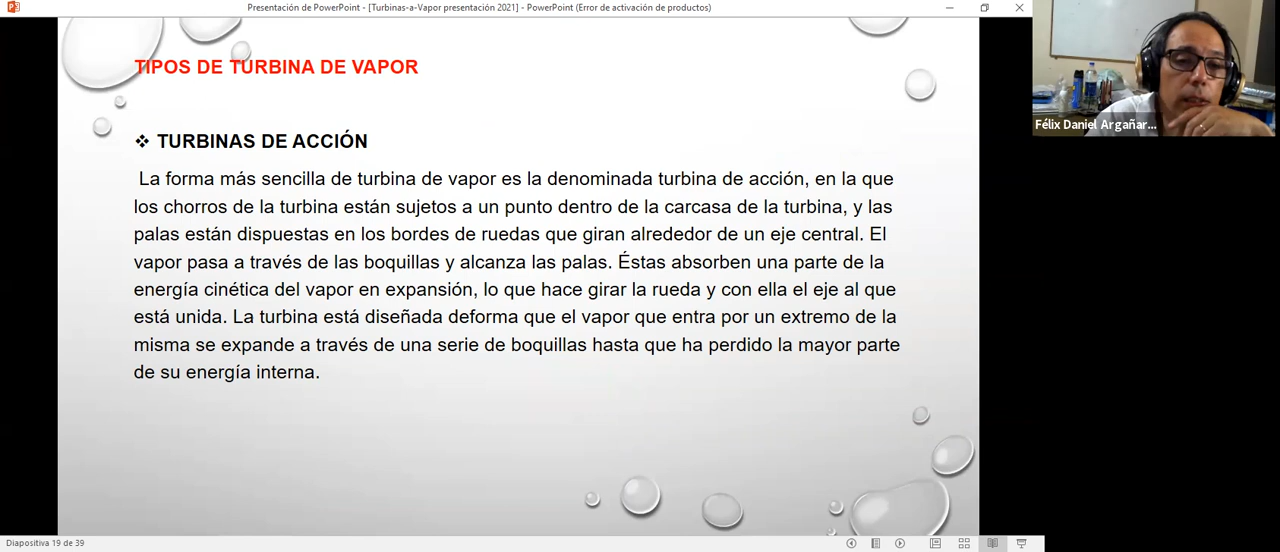 Presentación de PowerPoint - [Turbinas-a-Vapor presentación 2021] - PowerPoint (Error de activación de productos)
TIPOS DE TURBINA DE VAPOR
❖ TURBINAS DE ACCIÓN
La forma más sencilla de turbina de vapor es la denominada turbina de acción, en la que
los chorros de la turbina están sujetos a un punto dentro de la carcasa de la turbina, y las
palas están dispuestas en los bordes de ruedas que giran alrededor de un eje central. El
vapor pasa a través de las boquillas y alcanza las palas. Éstas absorben una parte de la
energía cinética del vapor en expansión, lo que hace girar la rueda y con ella el eje al que
está unida. La turbina está diseñada deforma que el vapor que entra por un extremo de la
misma se expande a través de una serie de boquillas hasta que ha perdido la mayor parte
de su energía interna.
Félix Daniel Argañar...
Diapositiva 19 de 39